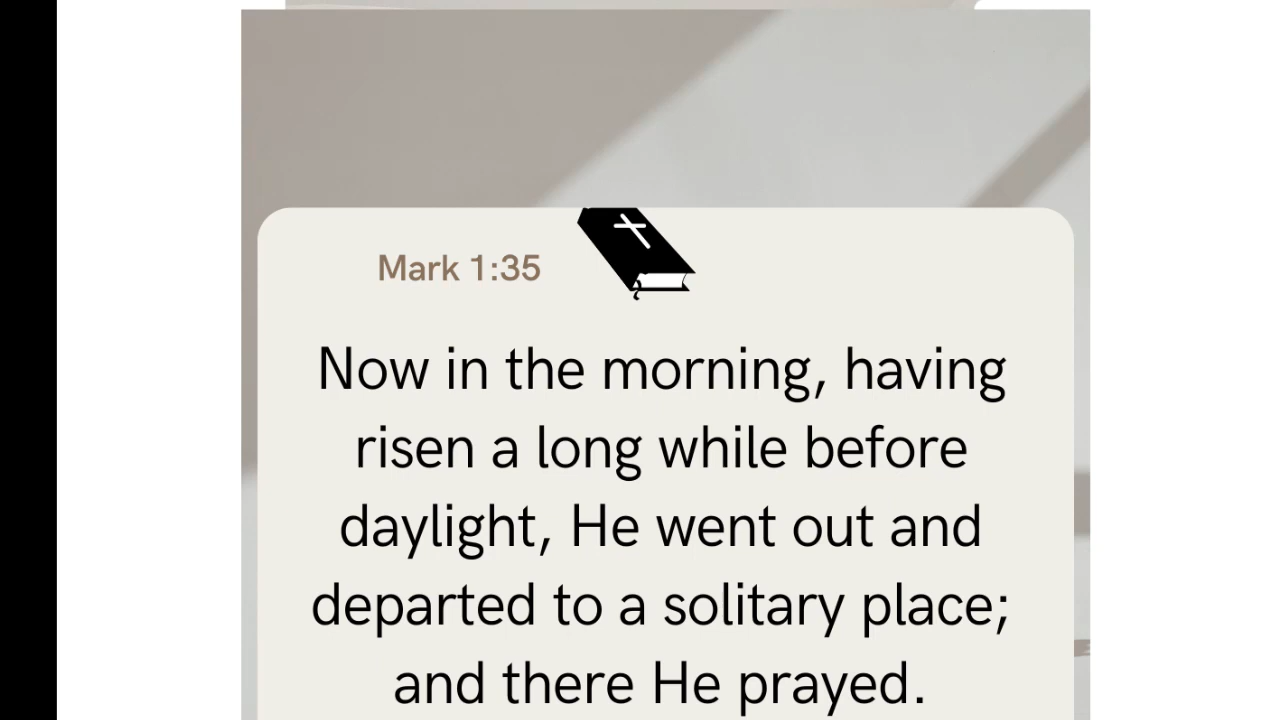 Mark 1:35
Now in the morning, having
risen a long while before
daylight, He went out and
departed to a solitary place;
and there He prayed.